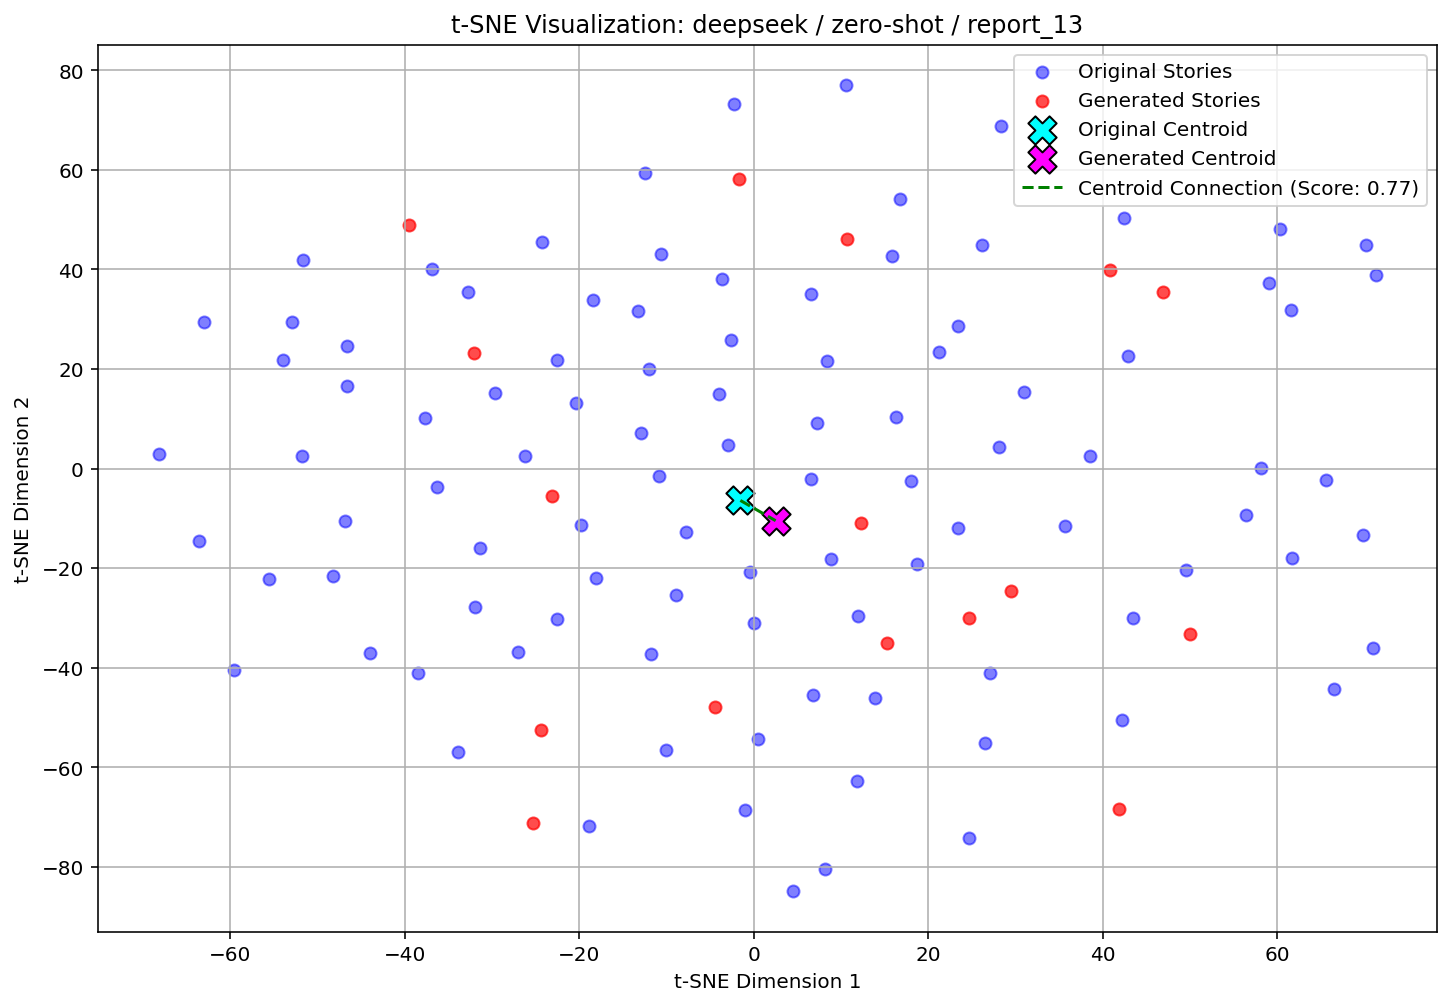 t-SNE Visualization: deepseek / zero-shot / report_13
Original Stories
Generated Stories
Original Centroid
Generated Centroid
Centroid Connection (Score: 0.77)
80
60
40
20
0
−20
−40
−60
−80
t-SNE Dimension 2
−60 −40 −20 0 20 40 60
t-SNE Dimension 1